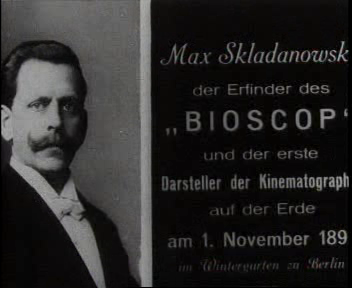 Max Skladanowsk
der Erfinder des
„BIOSCOP“
und der erste
Darsteller der Kinematograph
auf der Erde
am 1. November 189
im Wintergarten zu Berlin